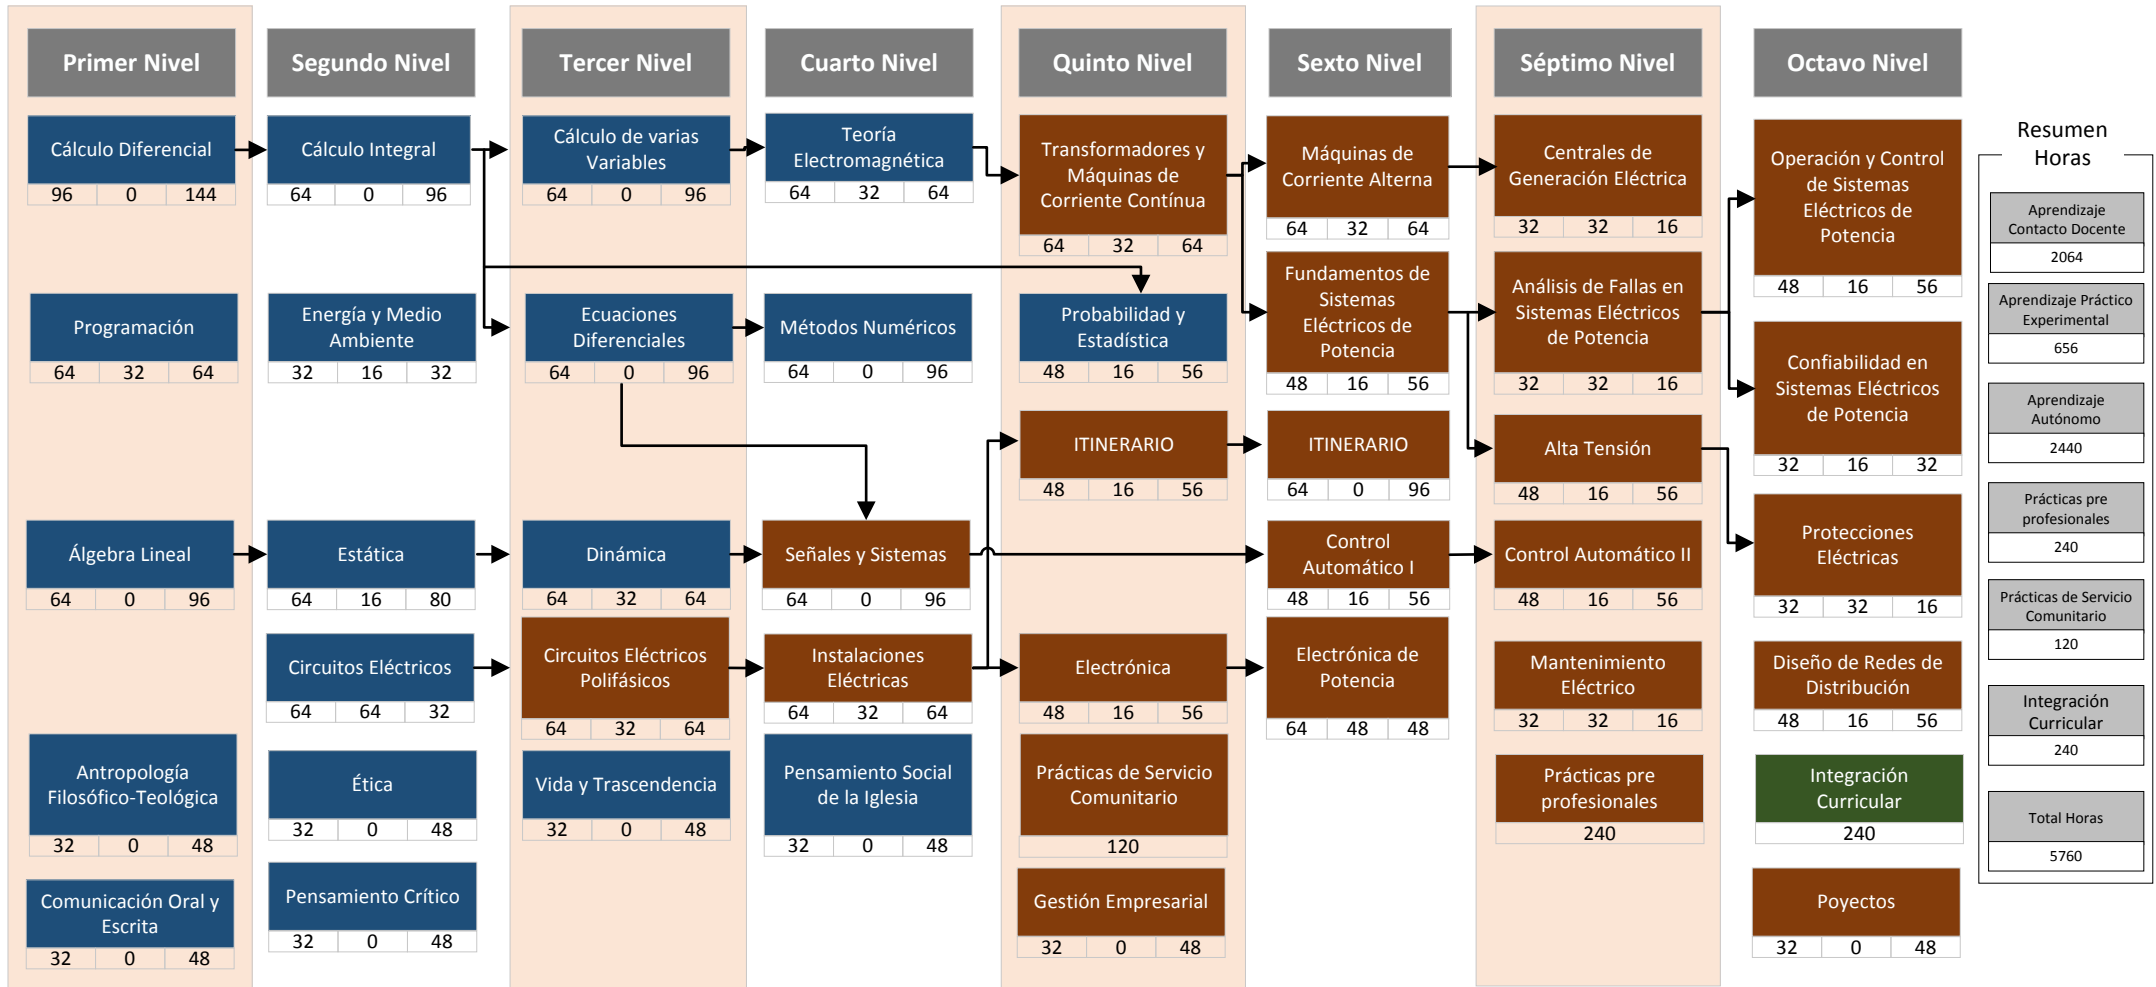 Primer Nivel
Cálculo Diferencial
96 0 144
Programación
64 32 64
Álgebra Lineal
64 0 96
Antropología
Filosófico-Teológica
32 0 48
Comunicación Oral y
Escrita
32 0 48
Segundo Nivel
Cálculo Integral
64 0 96
Energía y Medio
Ambiente
32 16 32
Estática
64 16 80
Circuitos Eléctricos
64 64 32
Ética
32 0 48
Pensamiento Crítico
32 0 48
Tercer Nivel
Cálculo de varias
Variables
64 0 96
Ecuaciones
Diferenciales
64 0 96
Dinámica
64 32 64
Circuitos Eléctricos
Polifásicos
64 32 64
Vida y Trascendencia
32 0 48
Cuarto Nivel
Teoría
Electromagnética
64 32 64
Métodos Numéricos
64 0 96
Señales y Sistemas
64 0 96
Instalaciones
Eléctricas
64 32 64
Pensamiento Social
de la Iglesia
32 0 48
Quinto Nivel
Transformadores y
Máquinas de
Corriente Contínua
64 32 64
Probabilidad y
Estadística
48 16 56
ITINERARIO
48 16 56
Electrónica
48 16 56
Prácticas de Servicio
Comunitario
120
Gestión Empresarial
32 0 48
Sexto Nivel
Máquinas de
Corriente Alterna
64 32 64
Fundamentos de
Sistemas
Eléctricos de
Potencia
48 16 56
ITINERARIO
64 0 96
Control
Automático I
48 16 56
Electrónica de
Potencia
64 48 48
Séptimo Nivel
Centrales de
Generación Eléctrica
32 32 16
Análisis de Fallas en
Sistemas Eléctricos
de Potencia
32 32 16
Alta Tensión
48 16 56
Control Automático II
48 16 56
Mantenimiento
Eléctrico
32 32 16
Prácticas pre
profesionales
240
Octavo Nivel
Operación y Control
de Sistemas
Eléctricos de
Potencia
48 16 56
Confiabilidad en
Sistemas Eléctricos
de Potencia
32 16 32
Protecciones
Eléctricas
32 32 16
Diseño de Redes de
Distribución
48 16 56
Integración
Curricular
240
Poyectos
32 0 48
Resumen
Horas
Aprendizaje
Contacto Docente
2064
Aprendizaje Práctico
Experimental
656
Aprendizaje
Autónomo
2440
Prácticas pre
profesionales
240
Prácticas de Servicio
Comunitario
120
Integración
Curricular
240
Total Horas
5760